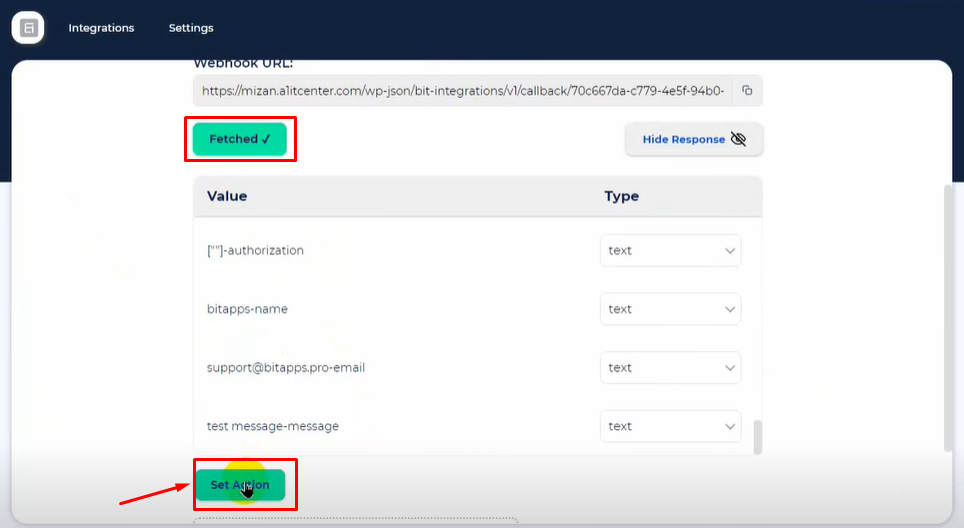 Integrations
Settings
Webhook URL:
https://mizan.a1itcenter.com/wp-json/bit-integrations/v1/callback/70c667da-c779-4e5f-94b0-
Fetched ✓
Hide Response
Value
Type
[""]-authorization
text
bitapps-name
text
support@bitapps.pro-email
text
test message-message
text
Set Action